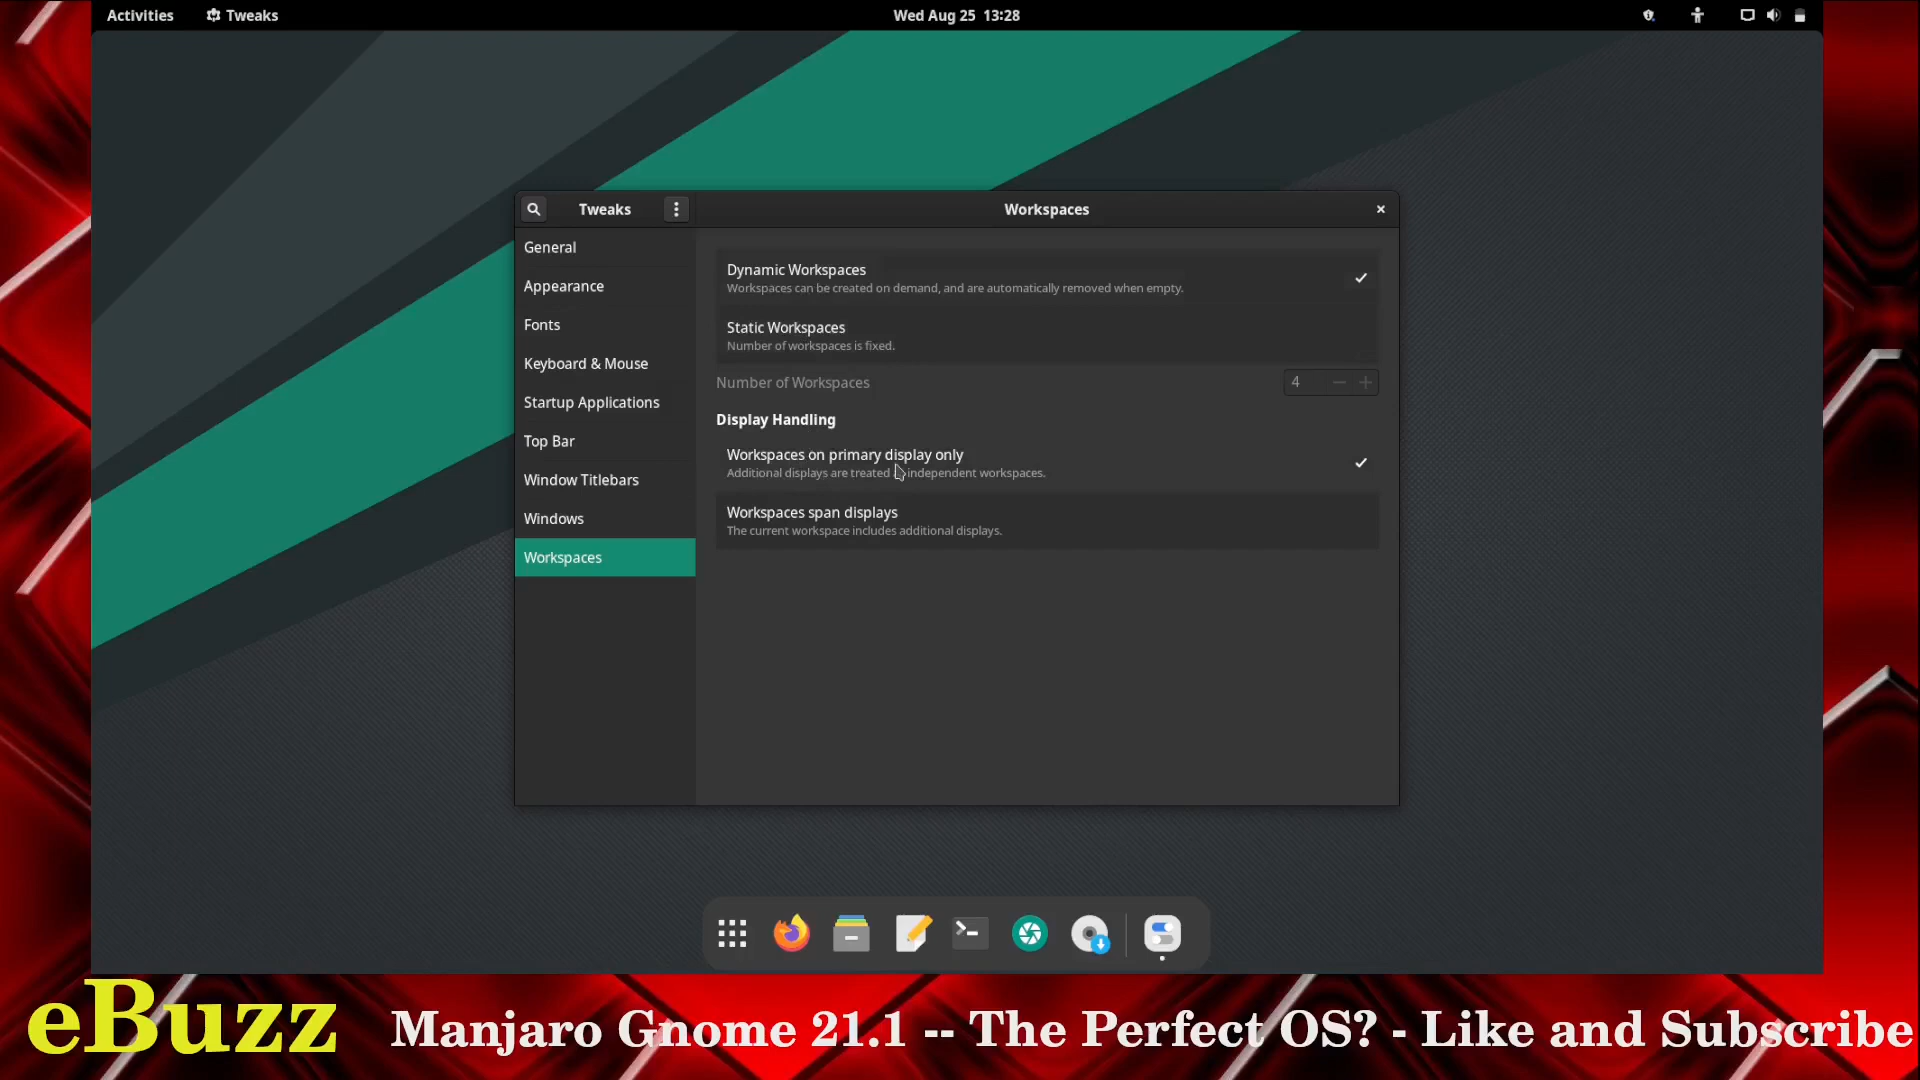 Activities Tweaks Wed Aug 25 13:28
Tweaks Workspaces
General
Appearance
Fonts
Keyboard & Mouse
Startup Applications
Top Bar
Window Titlebars
Windows
Workspaces
Dynamic Workspaces
Workspaces can be created on demand, and are automatically removed when empty.
Static Workspaces
Number of workspaces is fixed.
Number of Workspaces 4
Display Handling
Workspaces on primary display only
Additional displays are treated as independent workspaces.
Workspaces span displays
The current workspace includes additional displays.
eBuzz Manjaro Gnome 21.1 -- The Perfect OS? - Like and Subscribe